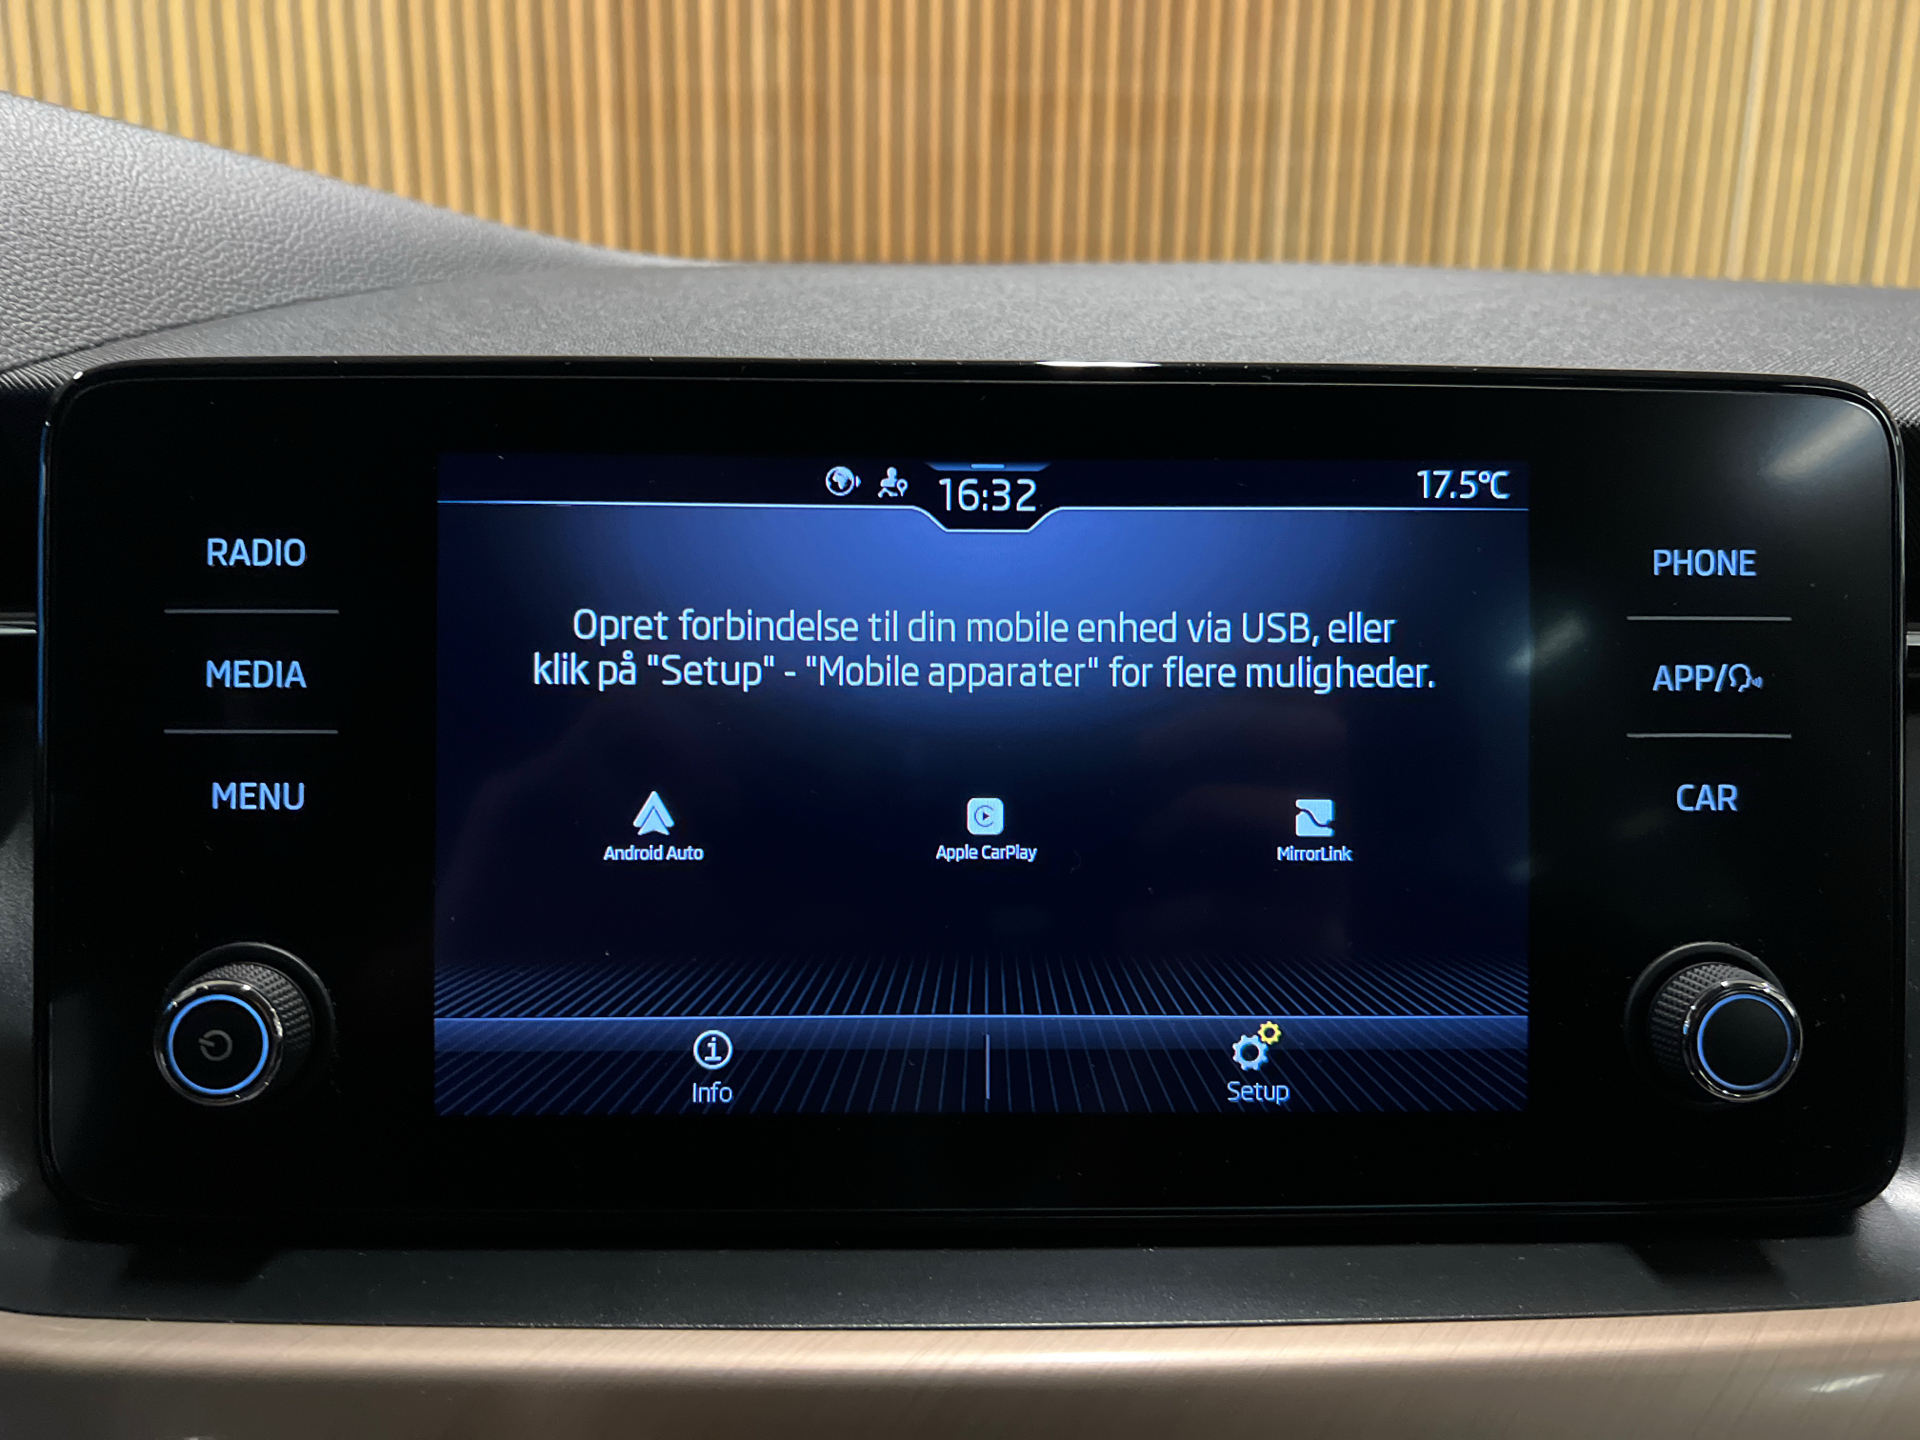 16:32
17.5°C
RADIO
MEDIA
MENU
Opret forbindelse til din mobile enhed via USB, eller
klik på "Setup" - "Mobile apparater" for flere muligheder.
Android Auto
Apple CarPlay
MirrorLink
Info
Setup
PHONE
APP/
CAR